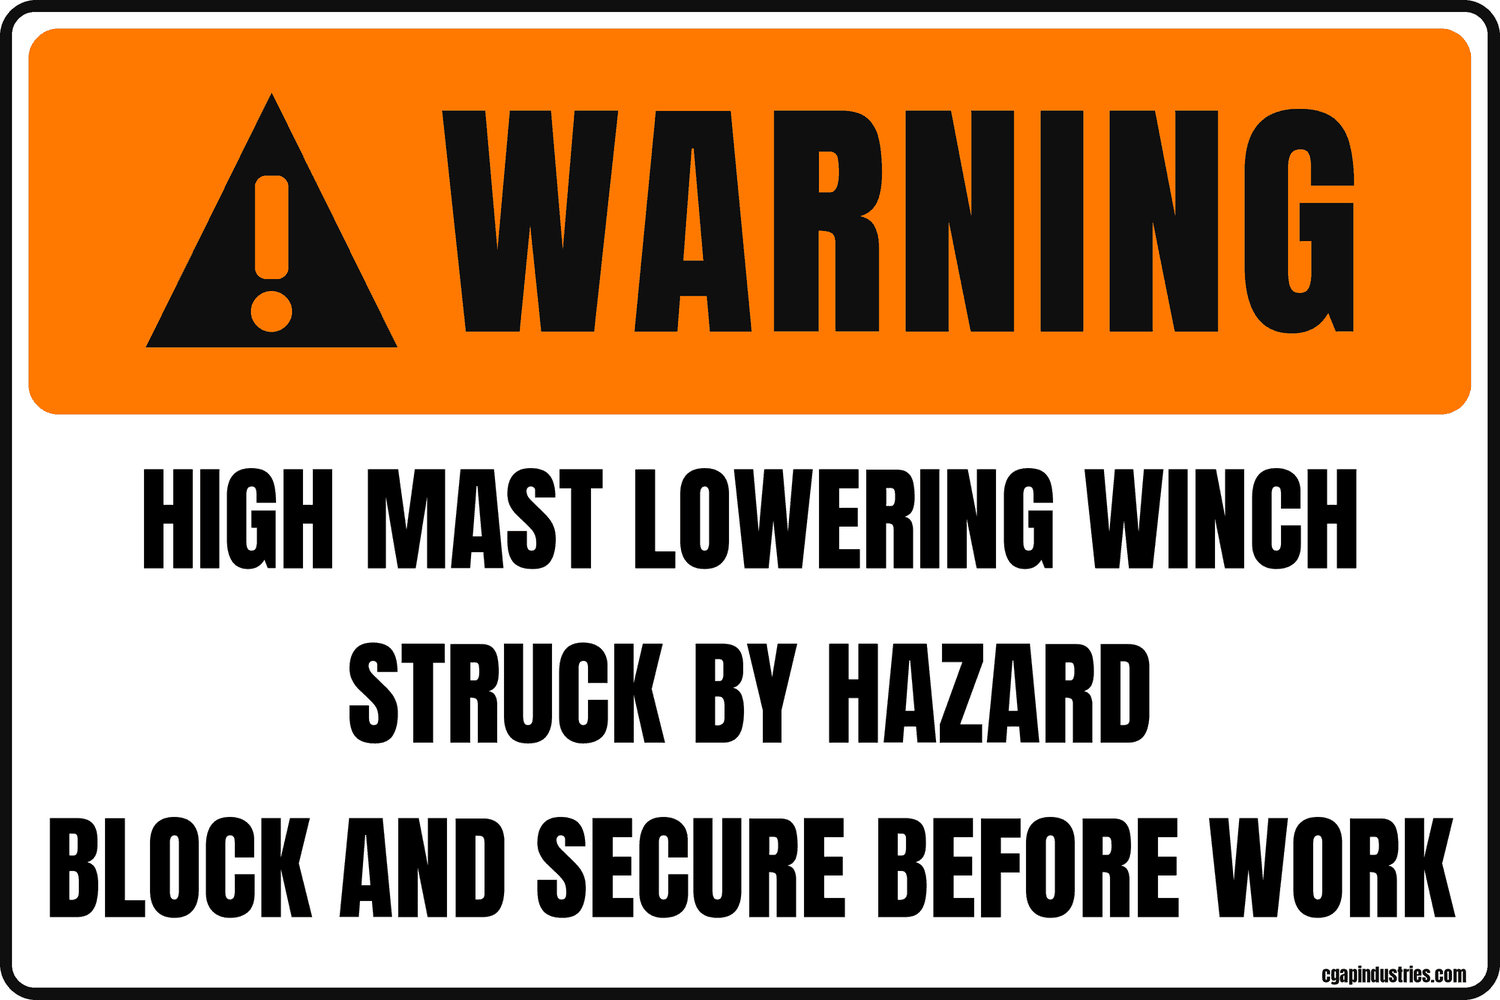 WARNING
HIGH MAST LOWERING WINCH
STRUCK BY HAZARD
BLOCK AND SECURE BEFORE WORK
cgapindustries.com